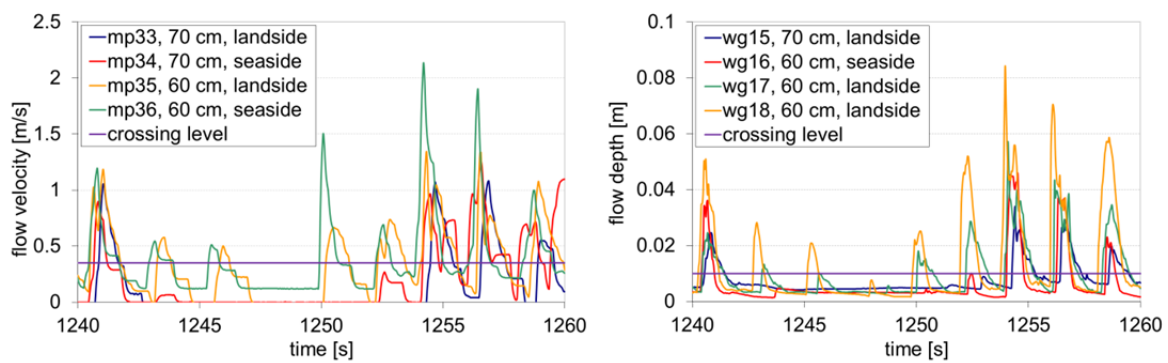 2.5
2
1.5
1
0.5
0
flow velocity [m/s]
mp33, 70 cm, landside
mp34, 70 cm, seaside
mp35, 60 cm, landside
mp36, 60 cm, seaside
crossing level
1240 1245 1250 1255 1260
time [s]
0.1
0.08
0.06
0.04
0.02
0
flow depth [m]
wg15, 70 cm, landside
wg16, 60 cm, seaside
wg17, 60 cm, landside
wg18, 60 cm, landside
crossing level
1240 1245 1250 1255 1260
time [s]